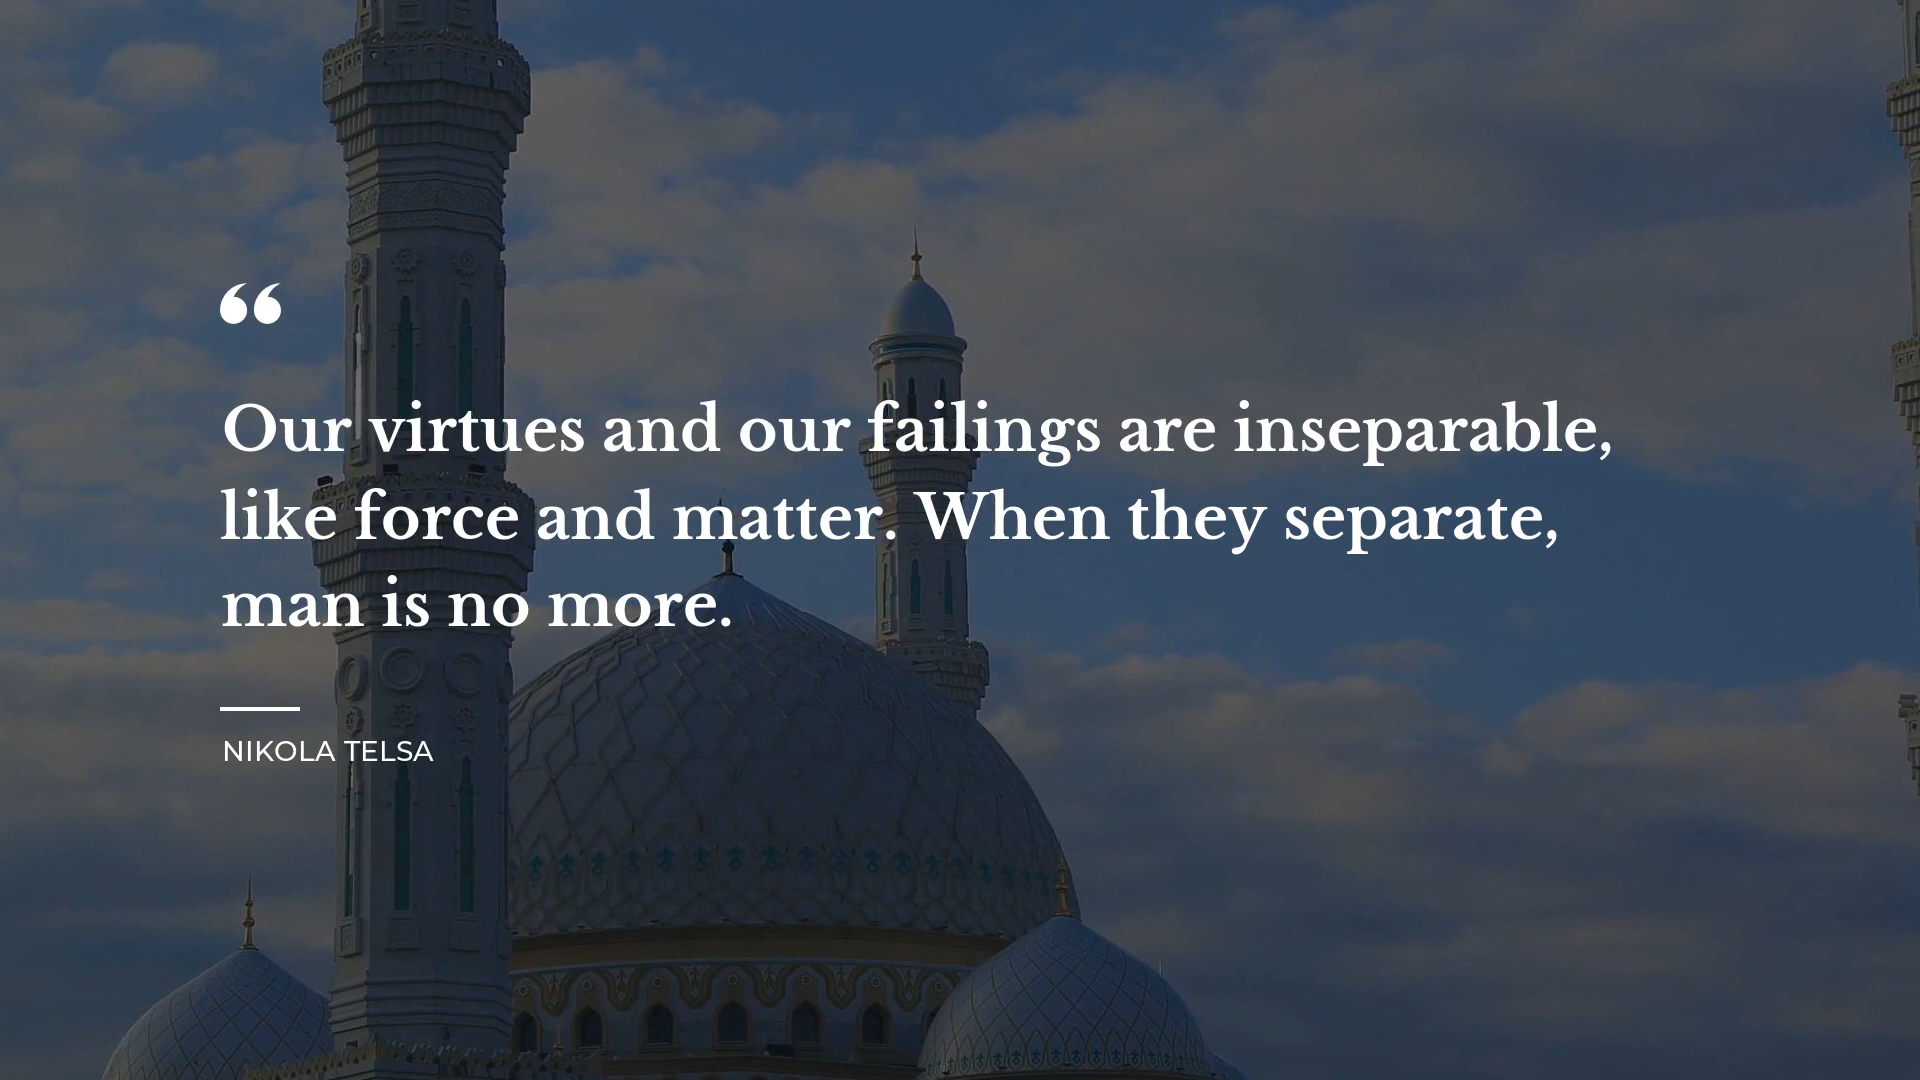 “
Our virtues and our failings are inseparable,
like force and matter. When they separate,
man is no more.
NIKOLA TELSA